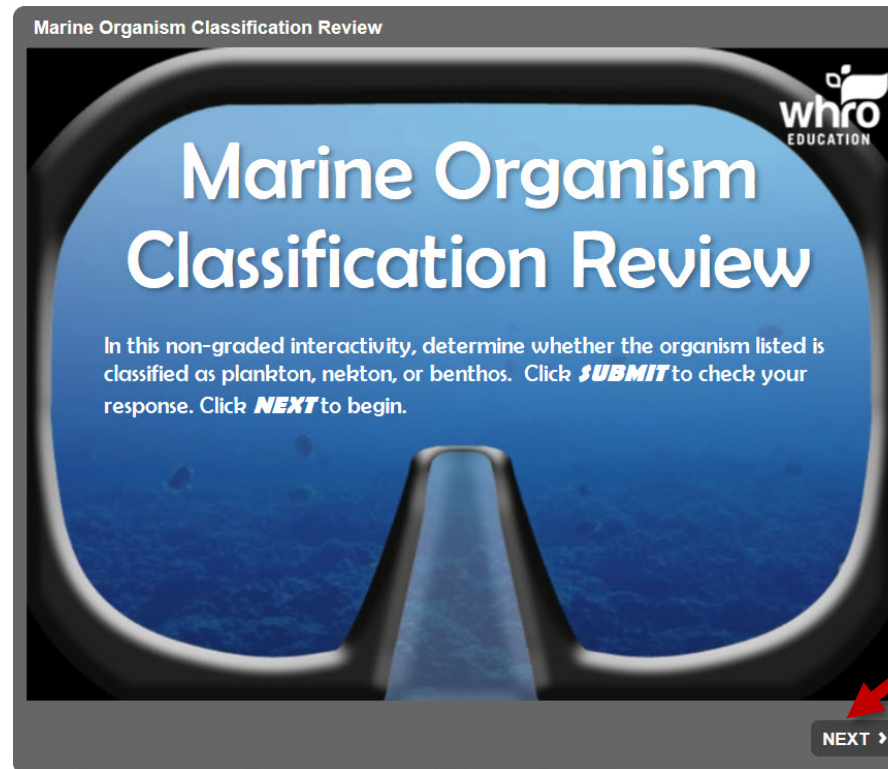 Marine Organism Classification Review
whro
EDUCATION
Marine Organism
Classification Review
In this non-graded interactivity, determine whether the organism listed is
classified as plankton, nekton, or benthos. Click SUBMIT to check your
response. Click NEXT to begin.
NEXT >